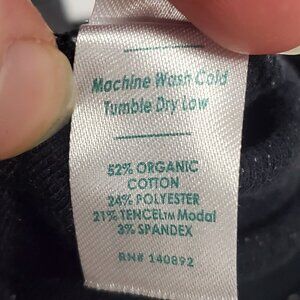 Machine Wash Cold
Tumble Dry Low
52% ORGANIC
COTTON
24% POLYESTER
21% TENCEL™ Modal
3% SPANDEX
RN# 140892